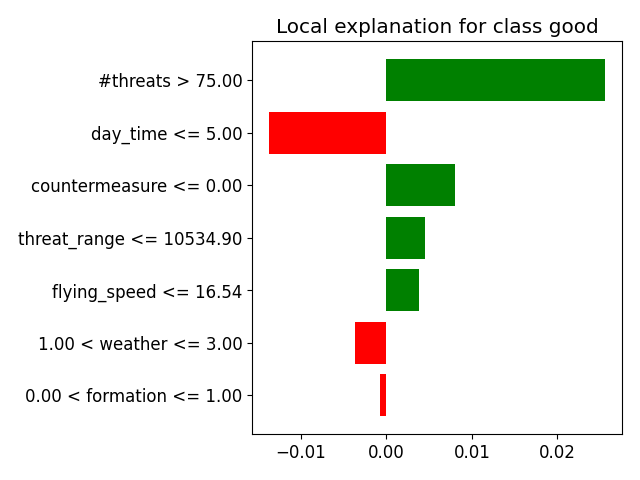 Local explanation for class good
#threats > 75.00
day_time <= 5.00
countermeasure <= 0.00
threat_range <= 10534.90
flying_speed <= 16.54
1.00 < weather <= 3.00
0.00 < formation <= 1.00
−0.01 0.00 0.01 0.02